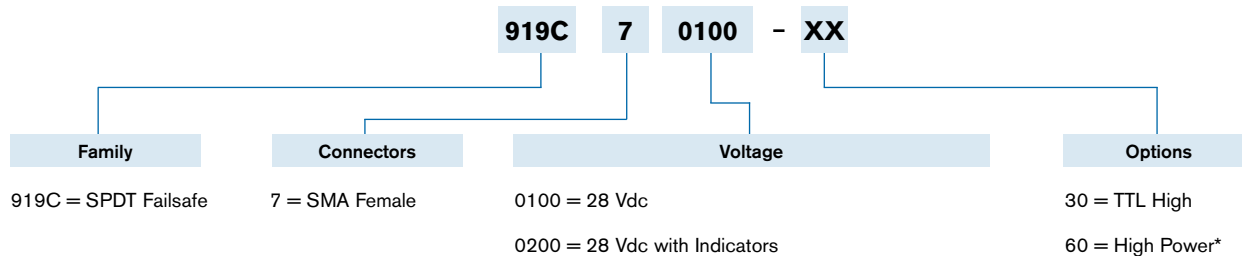 919C 7 0100 – XX
Family Connectors Voltage Options
919C = SPDT Failsafe 7 = SMA Female 0100 = 28 Vdc 30 = TTL High
0200 = 28 Vdc with Indicators 60 = High Power*